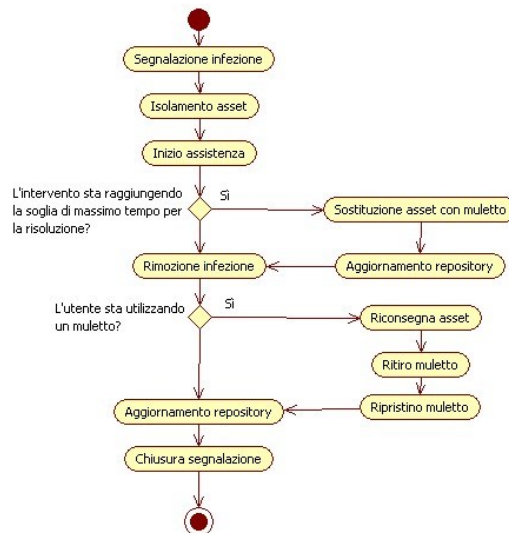 Segnalazione infezione
Isolamento asset
Inizio assistenza
L'intervento sta raggiungendo
la soglia di massimo tempo per
la risoluzione?
Sì
Sostituzione asset con muletto
Rimozione infezione
Aggiornamento repository
L'utente sta utilizzando
un muletto?
Sì
Riconsegna asset
Ritiro muletto
Aggiornamento repository
Ripristino muletto
Chiusura segnalazione